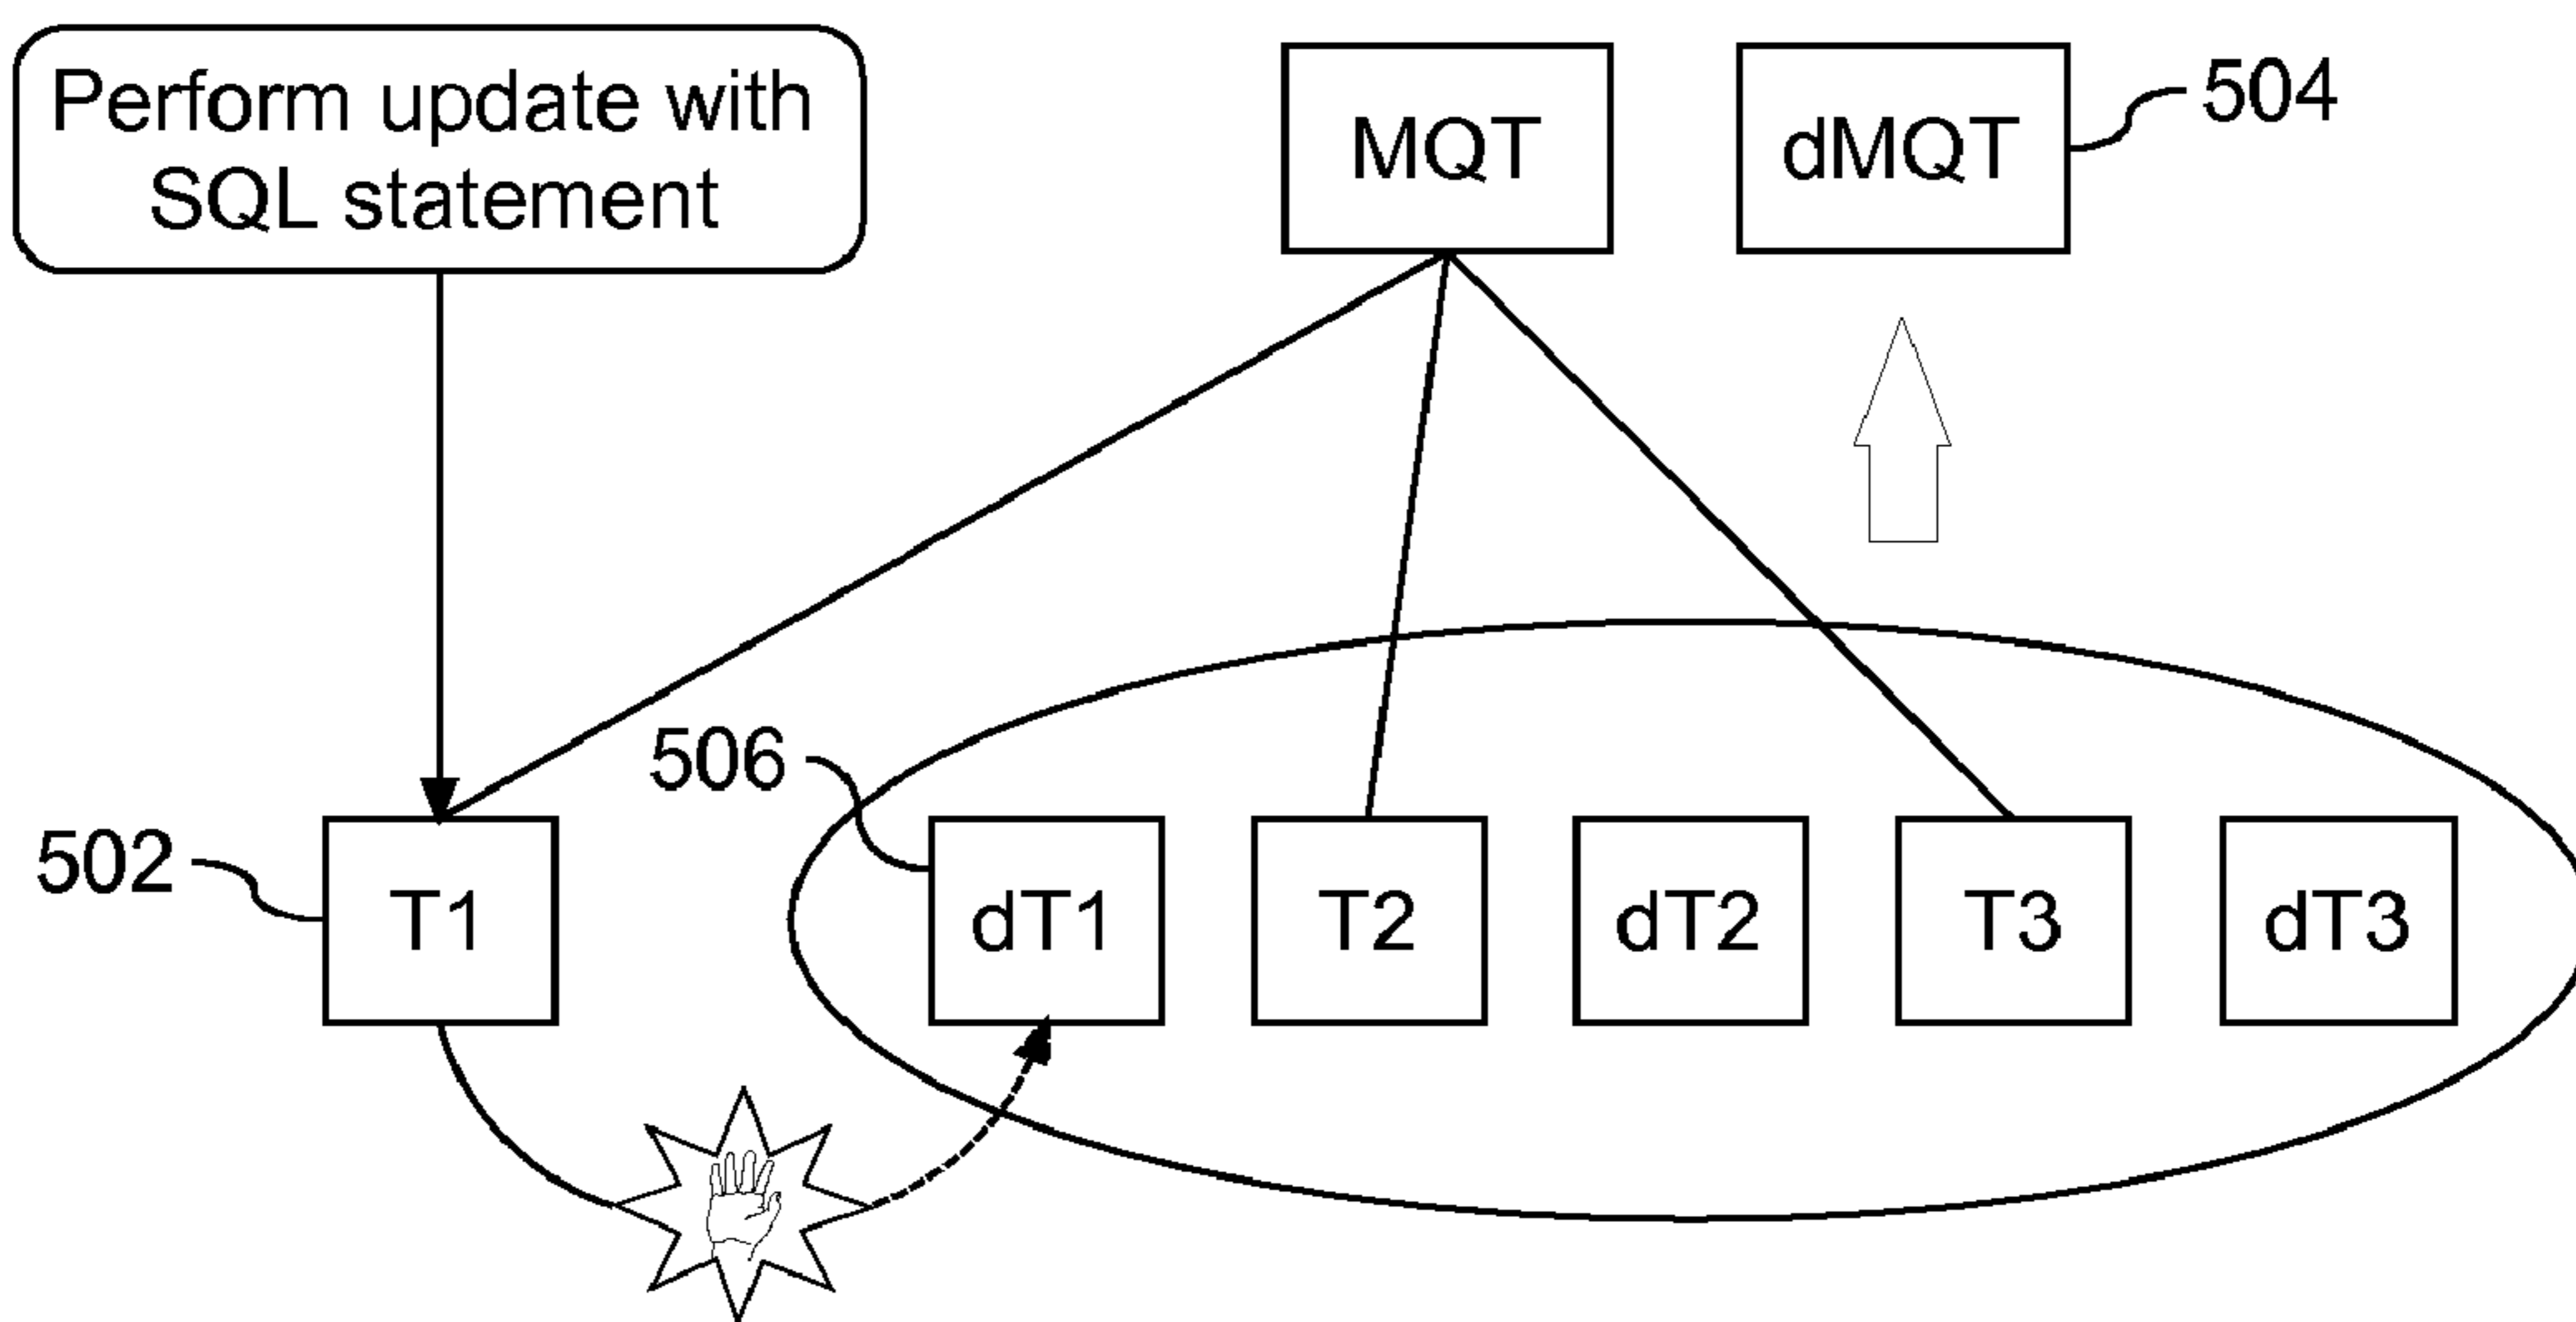 Perform update with
SQL statement
MQT
dMQT
504
506
502
T1
dT1
T2
dT2
T3
dT3